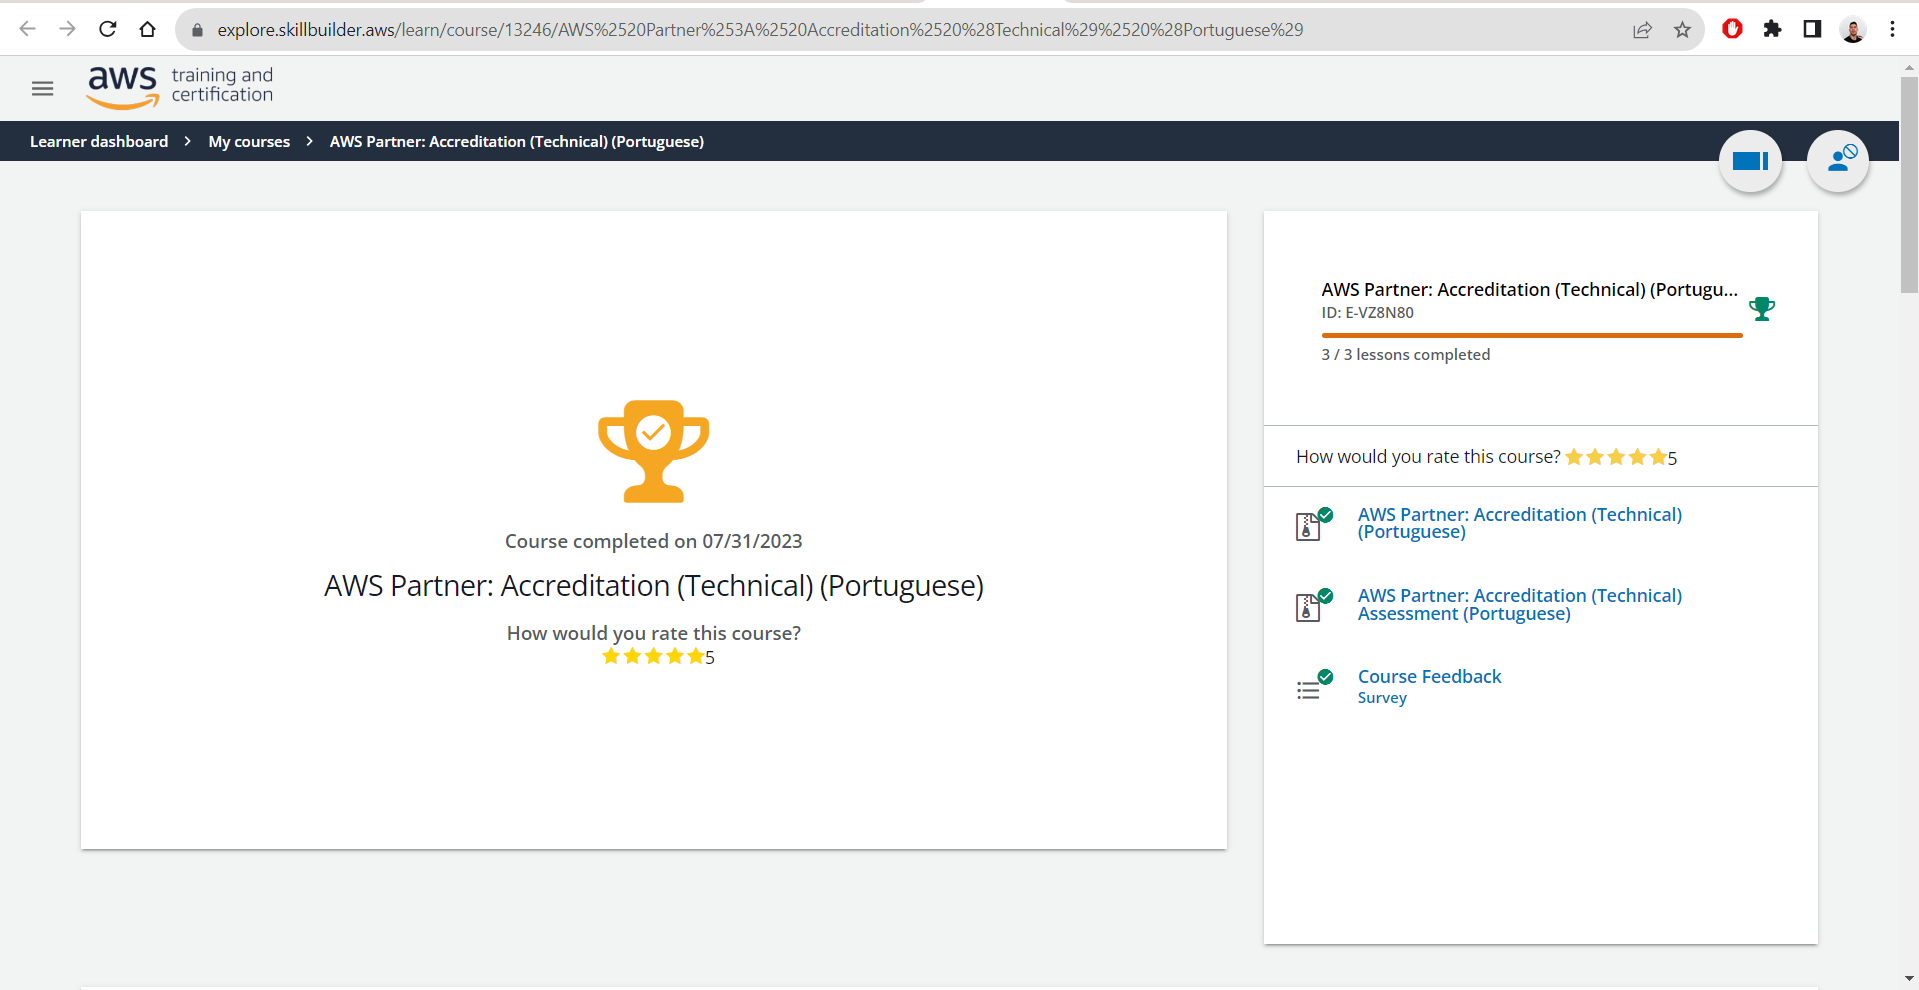 explore.skillbuilder.aws/learn/course/13246/AWS%2520Partner%253A%2520Accreditation%2520%28Technical%29%2520%28Portuguese%29
aws training and
certification
Learner dashboard > My courses > AWS Partner: Accreditation (Technical) (Portuguese)
Course completed on 07/31/2023
AWS Partner: Accreditation (Technical) (Portuguese)
How would you rate this course?
5
AWS Partner: Accreditation (Technical) (Portugu...
ID: E-VZ8N80
3 / 3 lessons completed
How would you rate this course? 5
AWS Partner: Accreditation (Technical)
(Portuguese)
AWS Partner: Accreditation (Technical)
Assessment (Portuguese)
Course Feedback
Survey